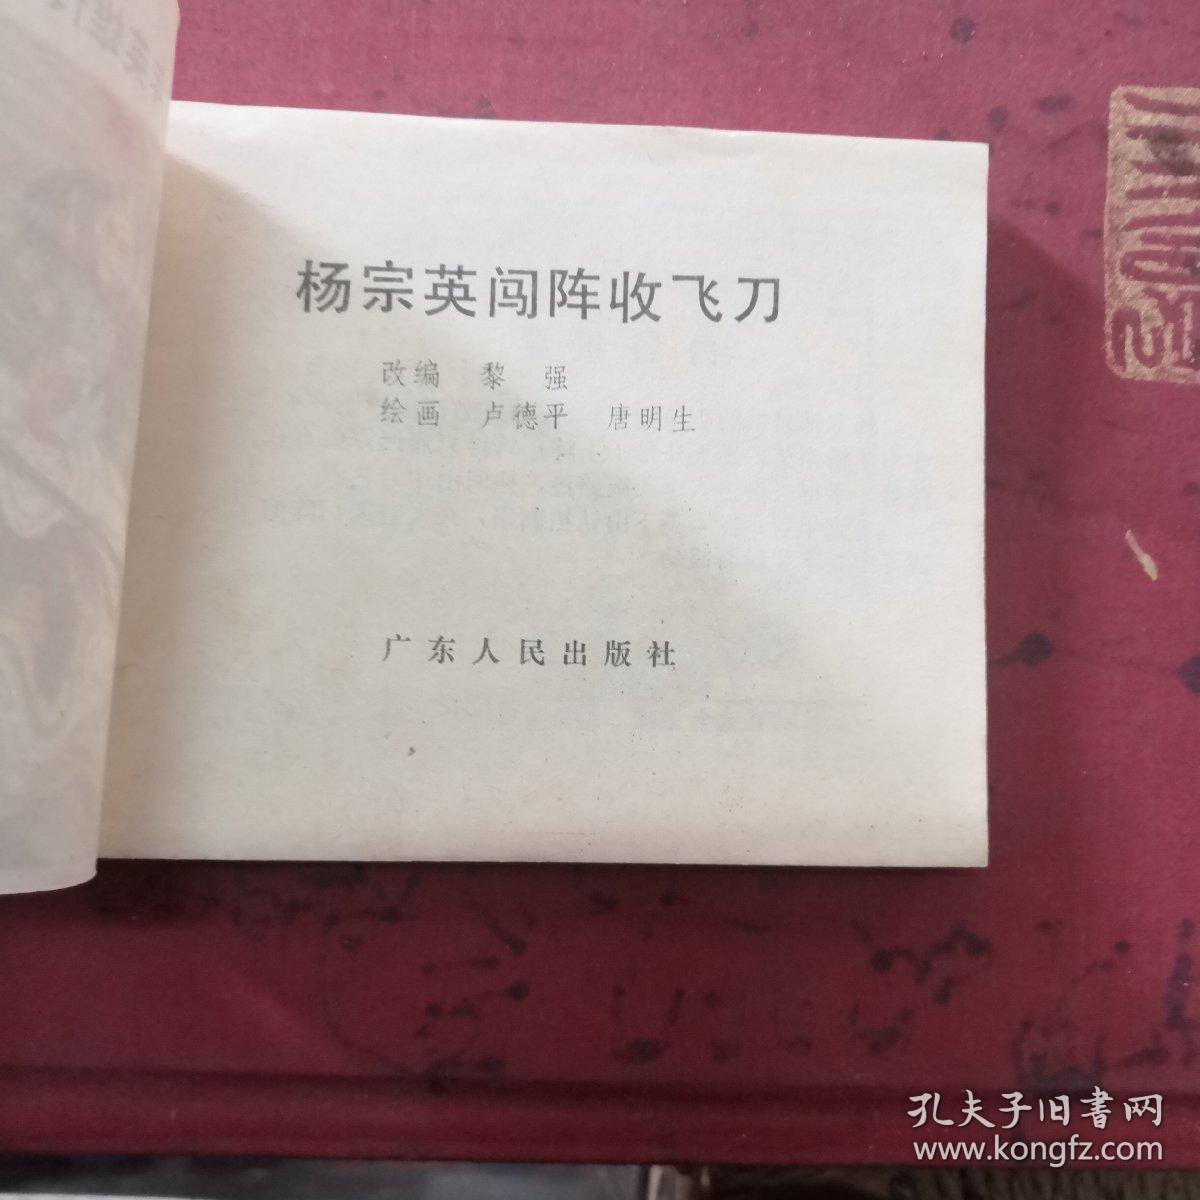 杨宗英闯阵收飞刀
改编 黎 强
绘画 卢德平 唐明生
广东人民出版社
孔夫子旧書网
www.kongfz.com